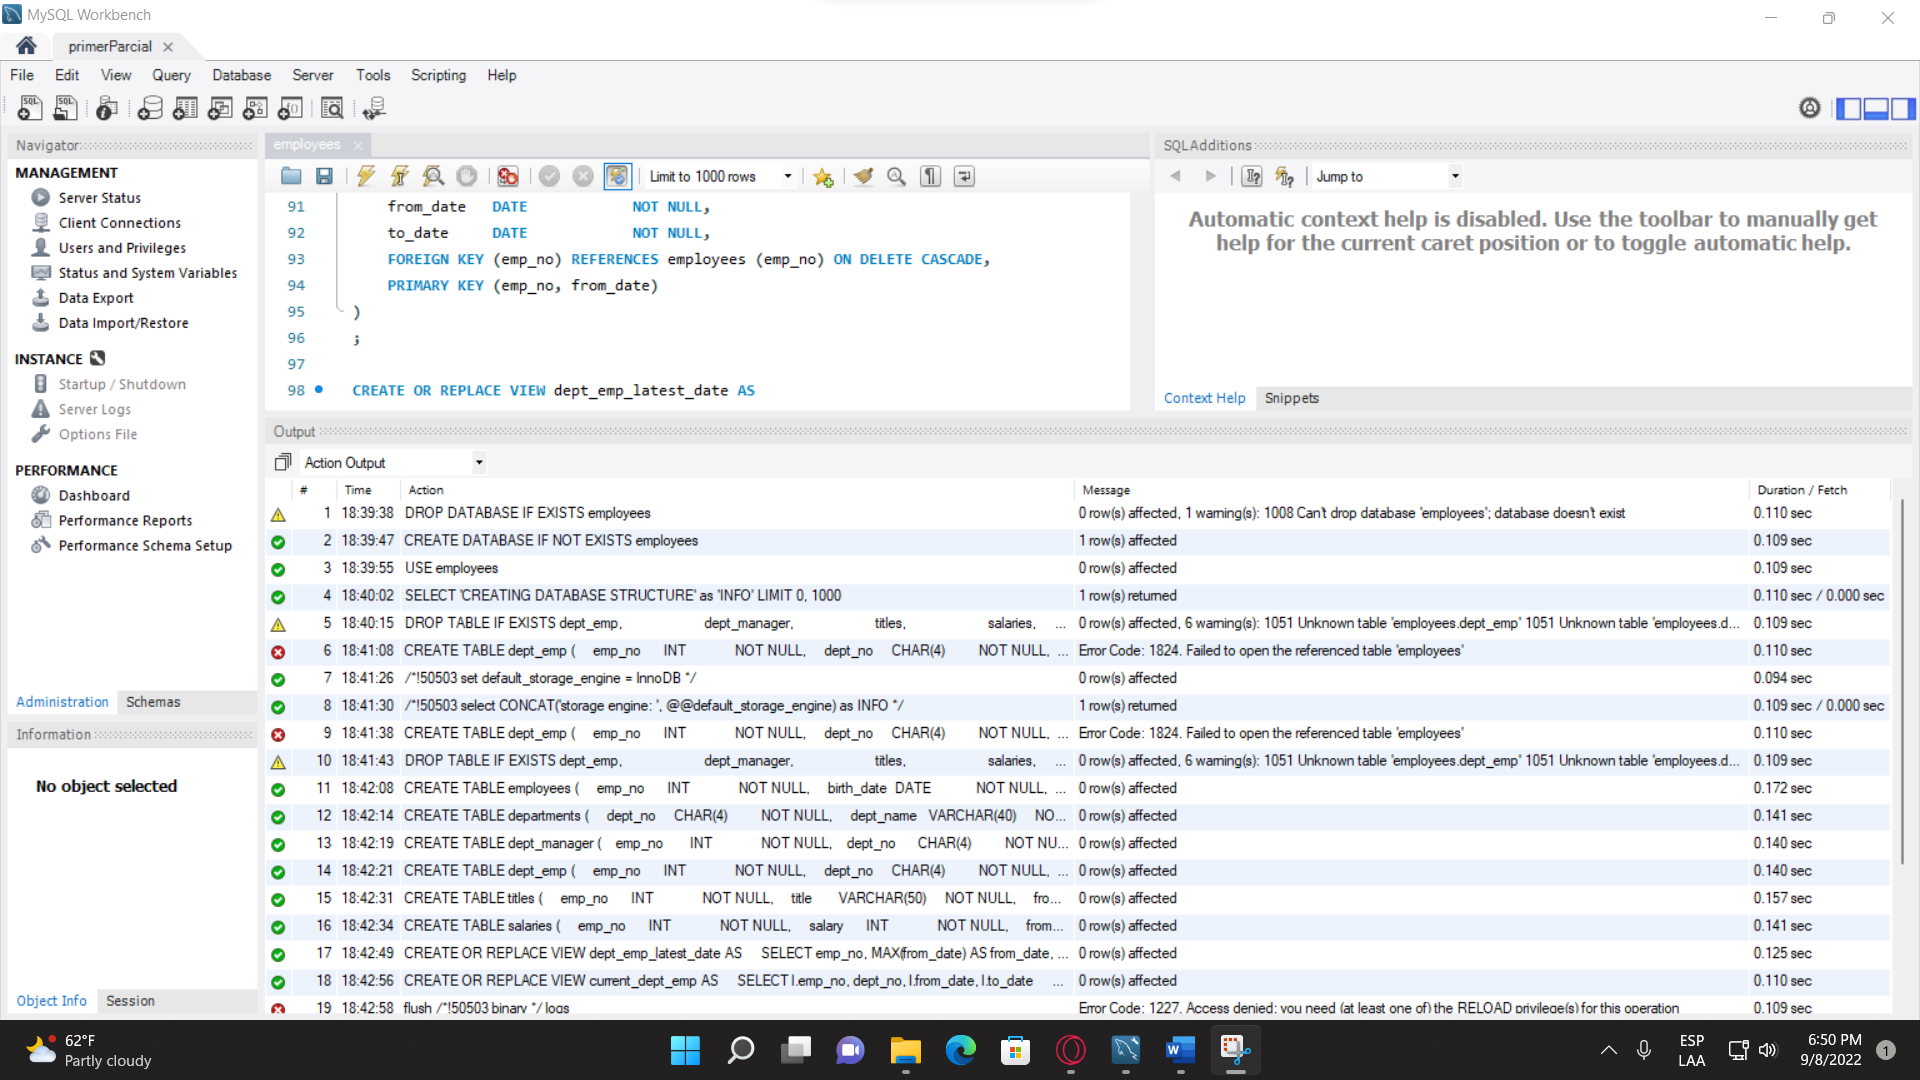 MySQL Workbench
primerParcial
File Edit View Query Database Server Tools Scripting Help
Navigator
MANAGEMENT
Server Status
Client Connections
Users and Privileges
Status and System Variables
Data Export
Data Import/Restore
INSTANCE
Startup / Shutdown
Server Logs
Options File
PERFORMANCE
Dashboard
Performance Reports
Performance Schema Setup
Administration Schemas
Information
No object selected
Object Info Session
employees
Limit to 1000 rows
91 from_date DATE NOT NULL,
92 to_date DATE NOT NULL,
93 FOREIGN KEY (emp_no) REFERENCES employees (emp_no) ON DELETE CASCADE,
94 PRIMARY KEY (emp_no, from_date)
95 )
96 ;
97
98 CREATE OR REPLACE VIEW dept_emp_latest_date AS
SQLAdditions
Jump to
Automatic context help is disabled. Use the toolbar to manually get
help for the current caret position or to toggle automatic help.
Context Help Snippets
Output
Action Output
# Time Action Message Duration / Fetch
1 18:39:38 DROP DATABASE IF EXISTS employees 0 row(s) affected, 1 warning(s): 1008 Can't drop database 'employees'; database doesn't exist 0.110 sec
2 18:39:47 CREATE DATABASE IF NOT EXISTS employees 1 row(s) affected 0.109 sec
3 18:39:55 USE employees 0 row(s) affected 0.109 sec
4 18:40:02 SELECT 'CREATING DATABASE STRUCTURE' as 'INFO' LIMIT 0, 1000 1 row(s) returned 0.110 sec / 0.000 sec
5 18:40:15 DROP TABLE IF EXISTS dept_emp, dept_manager, titles, salaries, ... 0 row(s) affected, 6 warning(s): 1051 Unknown table 'employees.dept_emp' 1051 Unknown table 'employees.d... 0.109 sec
6 18:41:08 CREATE TABLE dept_emp ( emp_no INT NOT NULL, dept_no CHAR(4) NOT NULL, ... Error Code: 1824. Failed to open the referenced table 'employees' 0.110 sec
7 18:41:26 /*!50503 set default_storage_engine = InnoDB */ 0 row(s) affected 0.094 sec
8 18:41:30 /*!50503 select CONCAT('storage engine: ', @@default_storage_engine) as INFO */ 1 row(s) returned 0.109 sec / 0.000 sec
9 18:41:38 CREATE TABLE dept_emp ( emp_no INT NOT NULL, dept_no CHAR(4) NOT NULL, ... Error Code: 1824. Failed to open the referenced table 'employees' 0.110 sec
10 18:41:43 DROP TABLE IF EXISTS dept_emp, dept_manager, titles, salaries, ... 0 row(s) affected, 6 warning(s): 1051 Unknown table 'employees.dept_emp' 1051 Unknown table 'employees.d... 0.109 sec
11 18:42:08 CREATE TABLE employees ( emp_no INT NOT NULL, birth_date DATE NOT NULL, ... 0 row(s) affected 0.172 sec
12 18:42:14 CREATE TABLE departments ( dept_no CHAR(4) NOT NULL, dept_name VARCHAR(40) NO... 0 row(s) affected 0.141 sec
13 18:42:19 CREATE TABLE dept_manager ( emp_no INT NOT NULL, dept_no CHAR(4) NOT NU... 0 row(s) affected 0.140 sec
14 18:42:21 CREATE TABLE dept_emp ( emp_no INT NOT NULL, dept_no CHAR(4) NOT NULL, ... 0 row(s) affected 0.140 sec
15 18:42:31 CREATE TABLE titles ( emp_no INT NOT NULL, title VARCHAR(50) NOT NULL, fro... 0 row(s) affected 0.157 sec
16 18:42:34 CREATE TABLE salaries ( emp_no INT NOT NULL, salary INT NOT NULL, from... 0 row(s) affected 0.141 sec
17 18:42:49 CREATE OR REPLACE VIEW dept_emp_latest_date AS SELECT emp_no, MAX(from_date) AS from_date, ... 0 row(s) affected 0.125 sec
18 18:42:56 CREATE OR REPLACE VIEW current_dept_emp AS SELECT l.emp_no, dept_no, l.from_date, l.to_date ... 0 row(s) affected 0.110 sec
19 18:42:58 flush /*!50503 binary */ logs Error Code: 1227. Access denied; you need (at least one of) the RELOAD privilege(s) for this operation 0.109 sec
62°F
Partly cloudy
ESP
LAA
6:50 PM
9/8/2022
1